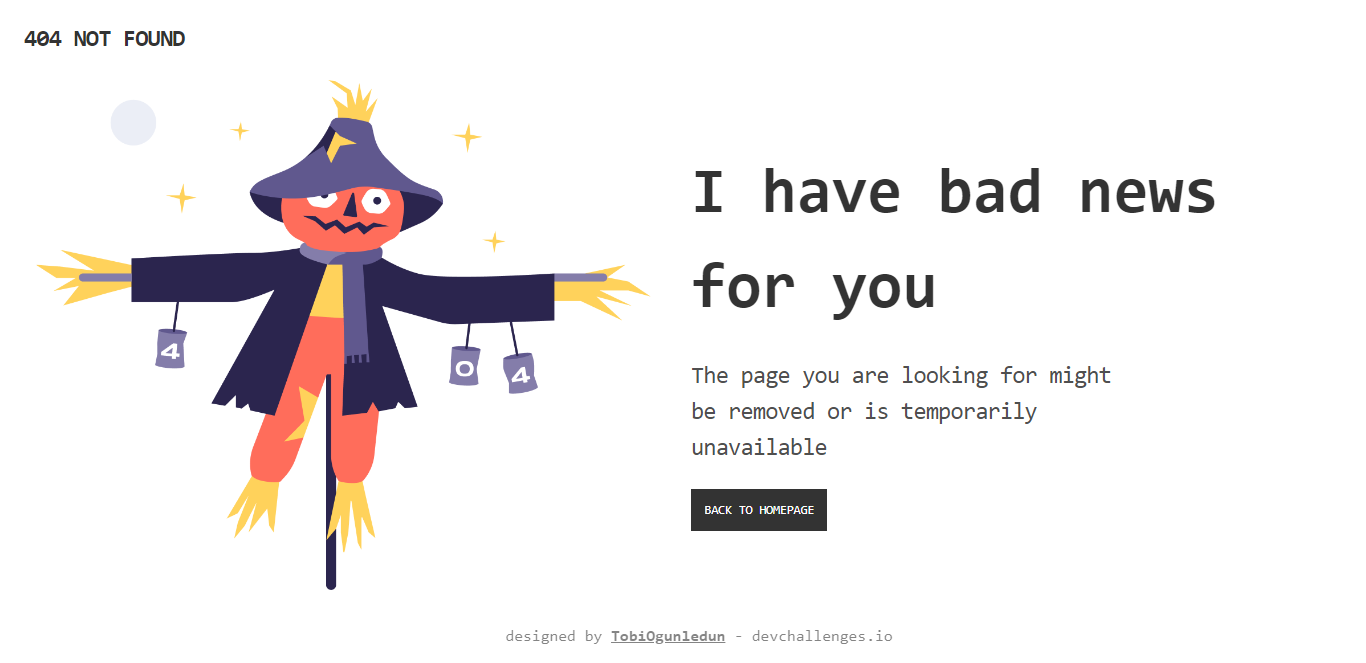 404 NOT FOUND
4
0
4
I have bad news
for you
The page you are looking for might
be removed or is temporarily
unavailable
BACK TO HOMEPAGE
designed by TobiOgunledun - devchallenges.io